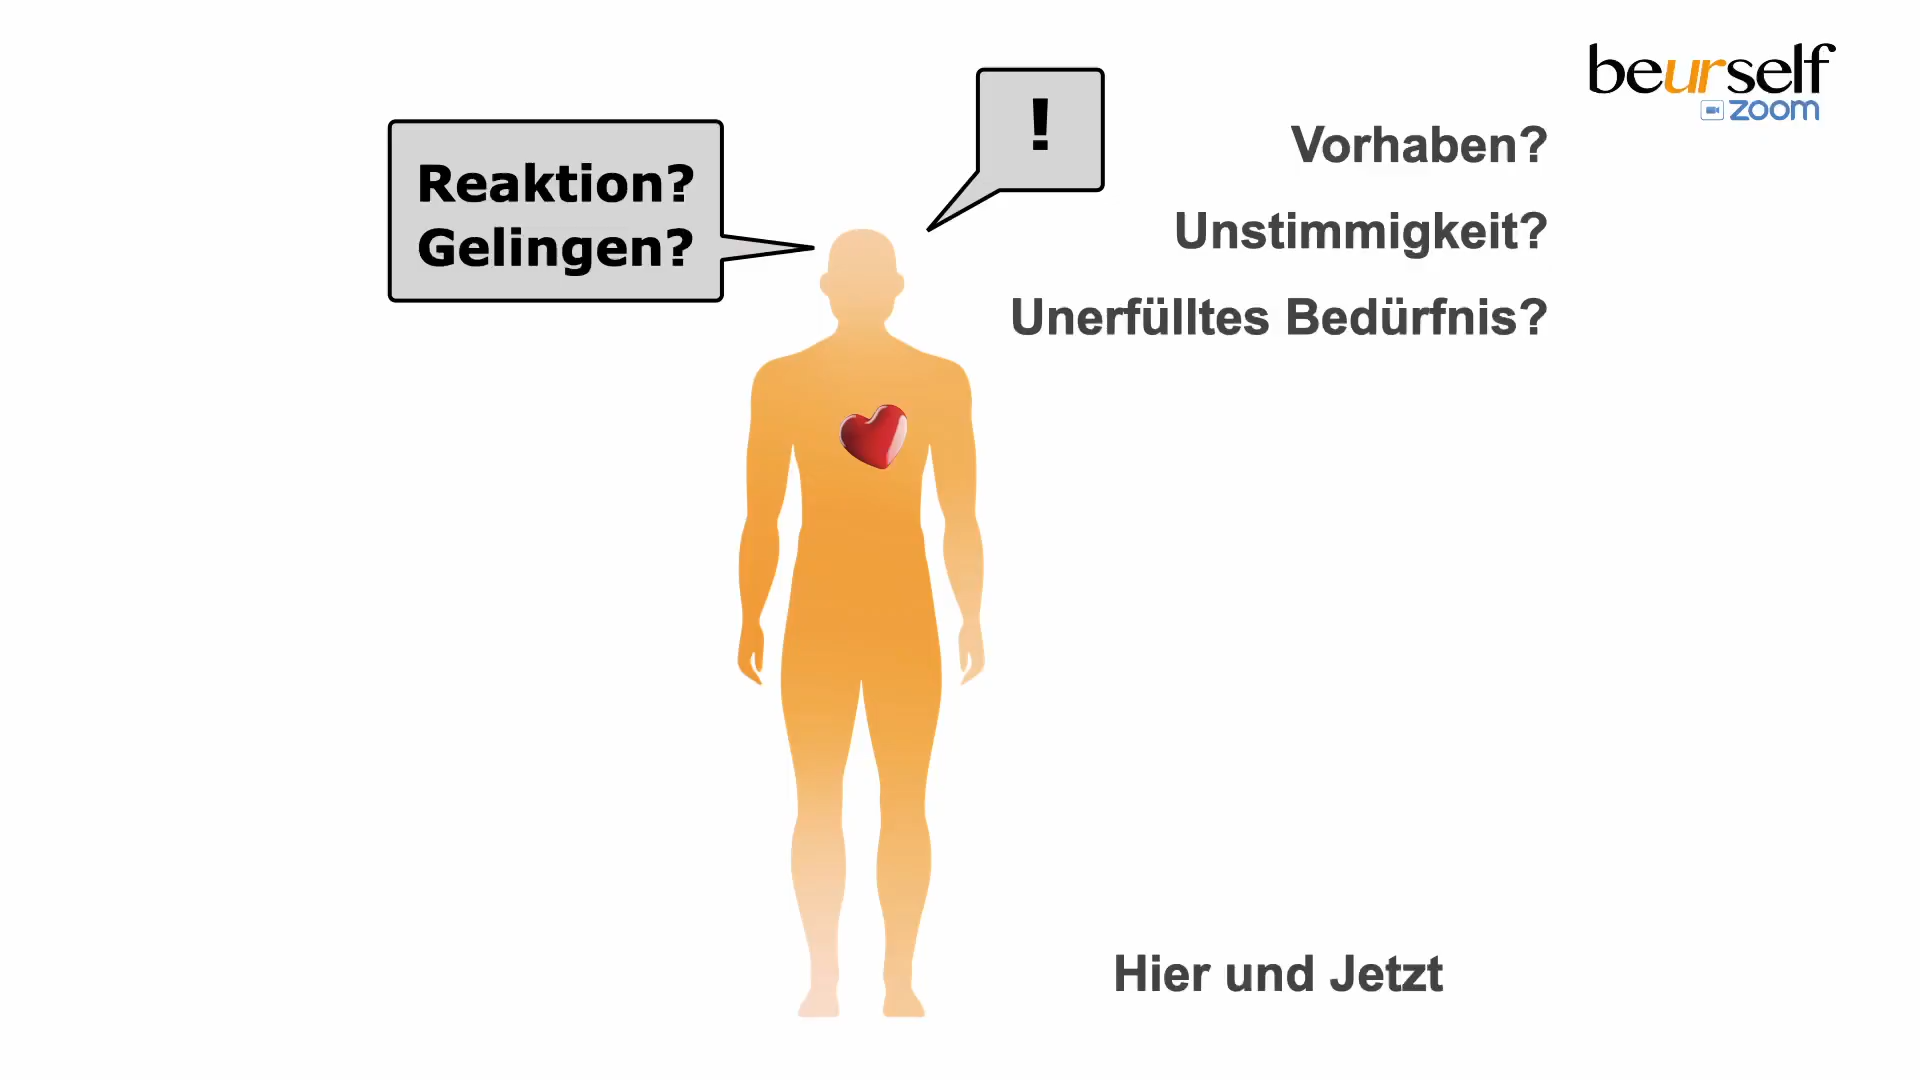 beurself
zoom
!
Reaktion?
Gelingen?
Vorhaben?
Unstimmigkeit?
Unerfülltes Bedürfnis?
Hier und Jetzt